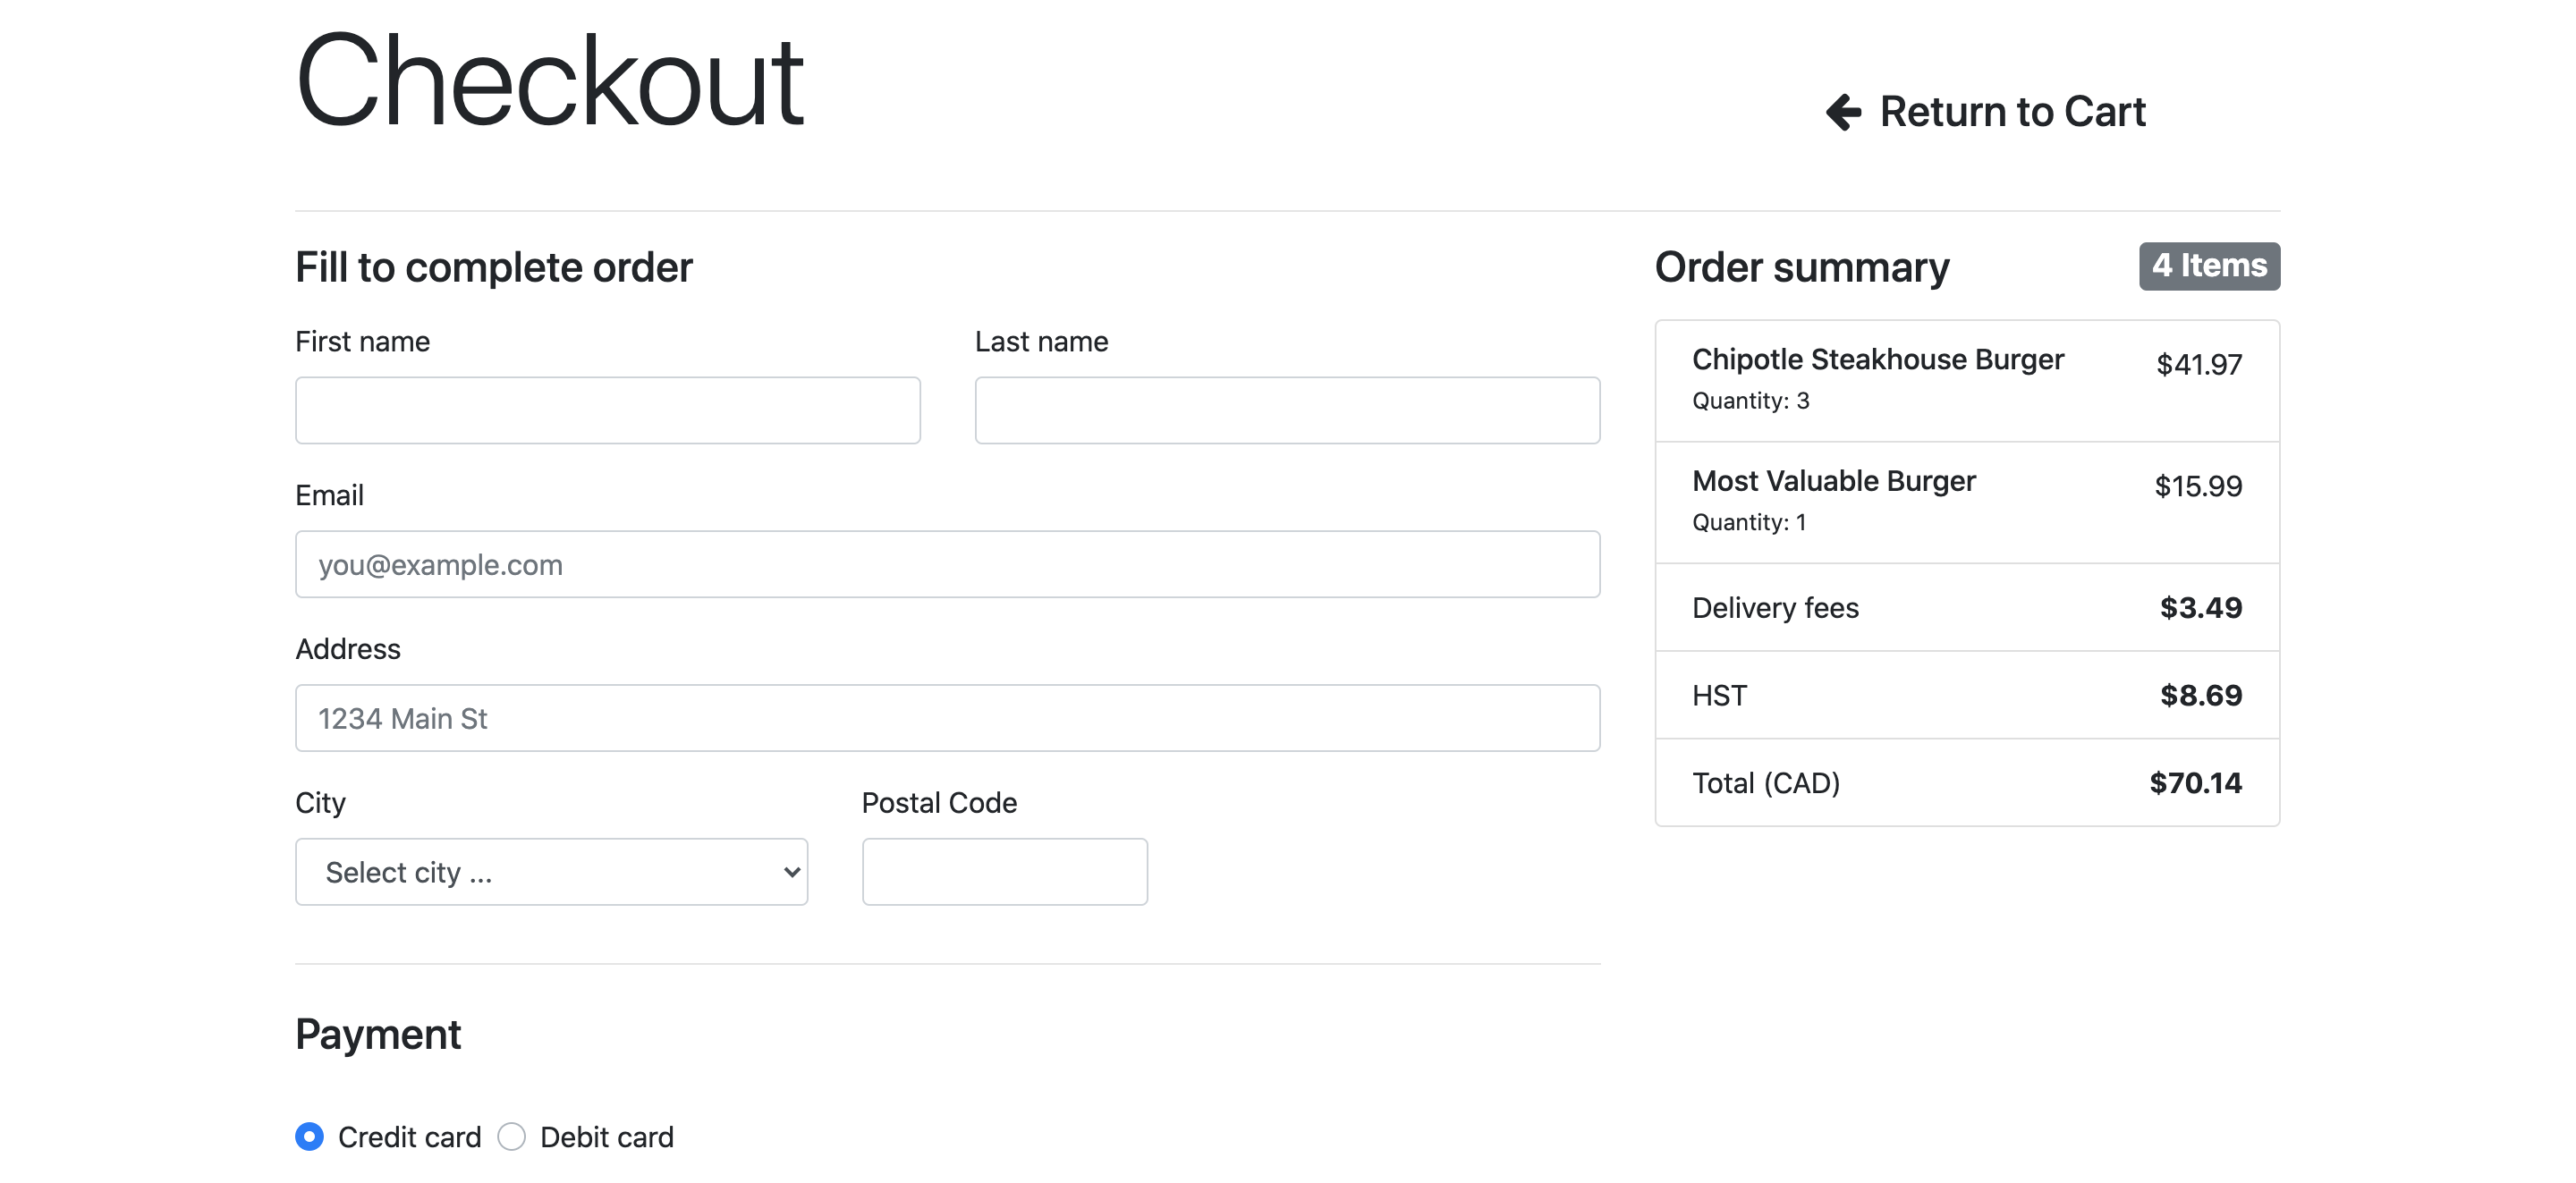 Checkout
Return to Cart
Fill to complete order
First name
Last name
Email
you@example.com
Address
1234 Main St
City
Postal Code
Select city ...
Payment
Credit card
Debit card
Order summary
4 Items
Chipotle Steakhouse Burger $41.97
Quantity: 3
Most Valuable Burger $15.99
Quantity: 1
Delivery fees $3.49
HST $8.69
Total (CAD) $70.14